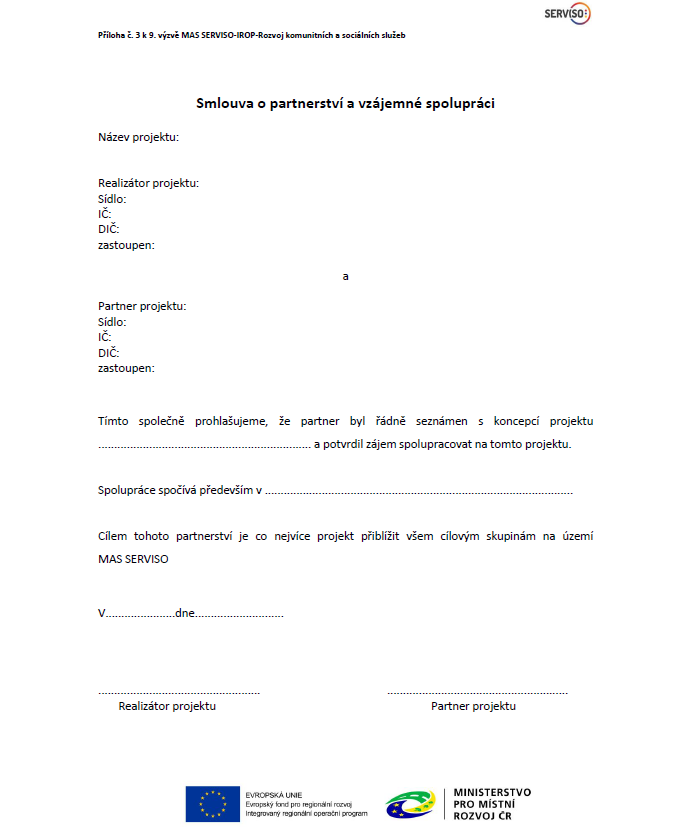 SERVISO
Příloha č. 3 k 9. výzvě MAS SERVISO-IROP-Rozvoj komunitních a sociálních služeb
Smlouva o partnerství a vzájemné spolupráci
Název projektu:
Realizátor projektu:
Sídlo:
IČ:
DIČ:
zastoupen:
a
Partner projektu:
Sídlo:
IČ:
DIČ:
zastoupen:
Tímto společně prohlašujeme, že partner byl řádně seznámen s koncepcí projektu
.................................................................... a potvrdil zájem spolupracovat na tomto projektu.
Spolupráce spočívá především v ..................................................................................................
Cílem tohoto partnerství je co nejvíce projekt přiblížit všem cílovým skupinám na území
MAS SERVISO
V......................dne............................
....................................................
Realizátor projektu
..........................................................
Partner projektu
EVROPSKÁ UNIE
Evropský fond pro regionální rozvoj
Integrovaný regionální operační program
MINISTERSTVO
PRO MÍSTNÍ
ROZVOJ ČR